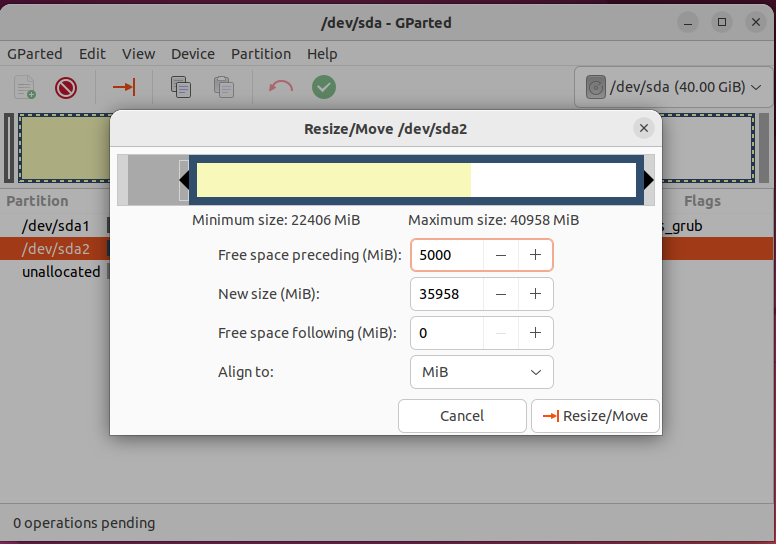 /dev/sda - GParted
GParted Edit View Device Partition Help
/dev/sda (40.00 GiB)
Resize/Move /dev/sda2
Minimum size: 22406 MiB Maximum size: 40958 MiB
Partition Flags
/dev/sda1 s_grub
/dev/sda2
unallocated
Free space preceding (MiB): 5000
New size (MiB): 35958
Free space following (MiB): 0
Align to: MiB
Cancel Resize/Move
0 operations pending